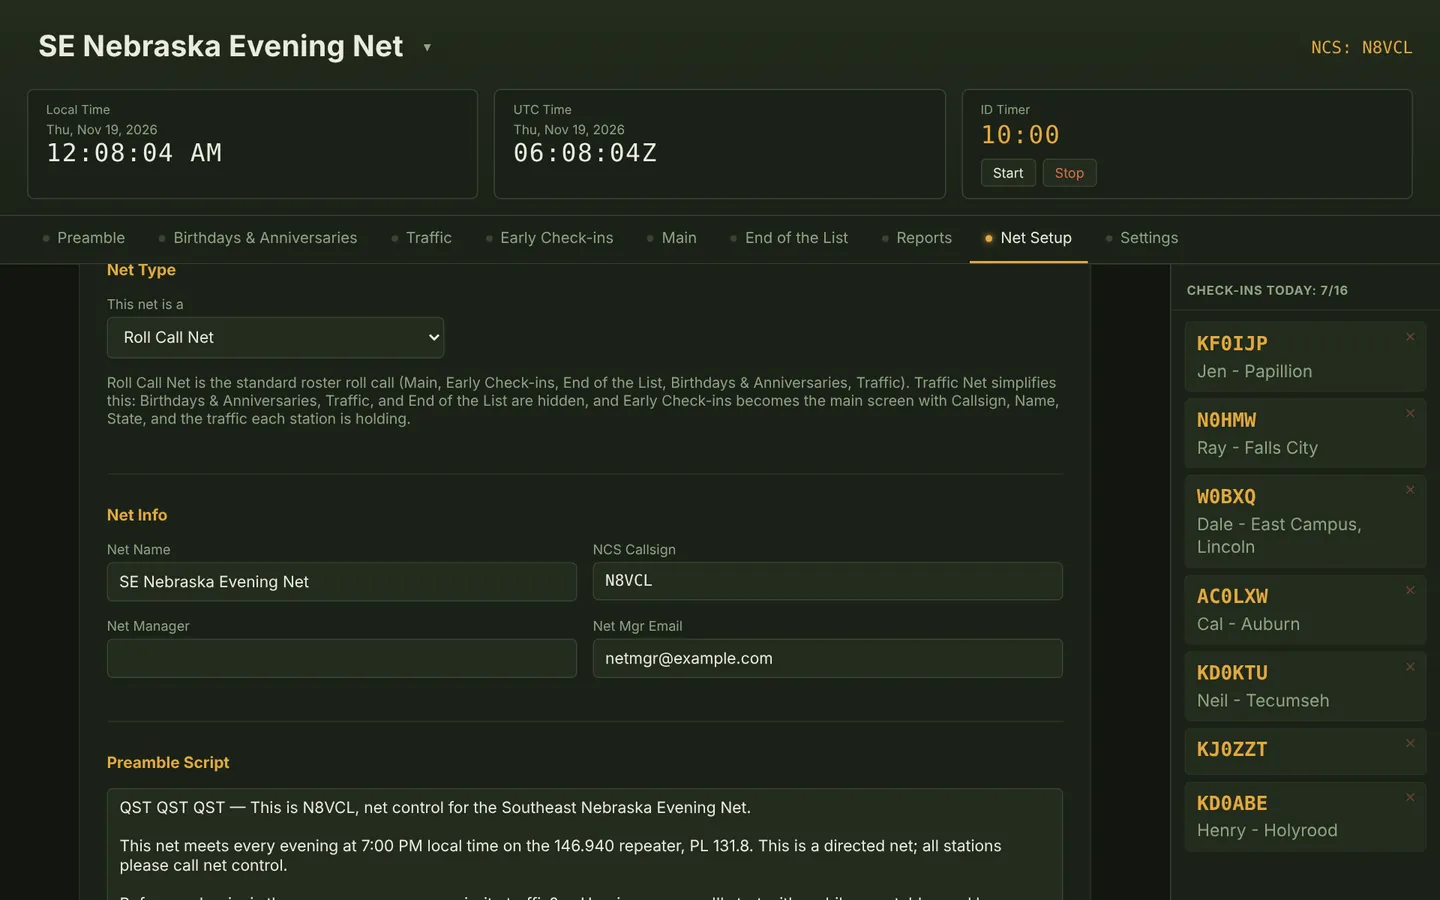 SE Nebraska Evening Net ▼
NCS: N8VCL
Local Time
Thu, Nov 19, 2026
12:08:04 AM
UTC Time
Thu, Nov 19, 2026
06:08:04Z
ID Timer
10:00
Start
Stop
Preamble
Birthdays & Anniversaries
Traffic
Early Check-ins
Main
End of the List
Reports
Net Setup
Settings
Net Type
This net is a
Roll Call Net
Roll Call Net is the standard roster roll call (Main, Early Check-ins, End of the List, Birthdays & Anniversaries, Traffic). Traffic Net simplifies
this: Birthdays & Anniversaries, Traffic, and End of the List are hidden, and Early Check-ins becomes the main screen with Callsign, Name,
State, and the traffic each station is holding.
Net Info
Net Name
SE Nebraska Evening Net
NCS Callsign
N8VCL
Net Manager
Net Mgr Email
netmgr@example.com
Preamble Script
QST QST QST — This is N8VCL, net control for the Southeast Nebraska Evening Net.
This net meets every evening at 7:00 PM local time on the 146.940 repeater, PL 131.8. This is a directed net; all stations
please call net control.
CHECK-INS TODAY: 7/16
KF0IJP
×
Jen - Papillion
N0HMW
×
Ray - Falls City
W0BXQ
×
Dale - East Campus,
Lincoln
AC0LXW
×
Cal - Auburn
KD0KTU
×
Neil - Tecumseh
KJ0ZZT
×
KD0ABE
×
Henry - Holyrood